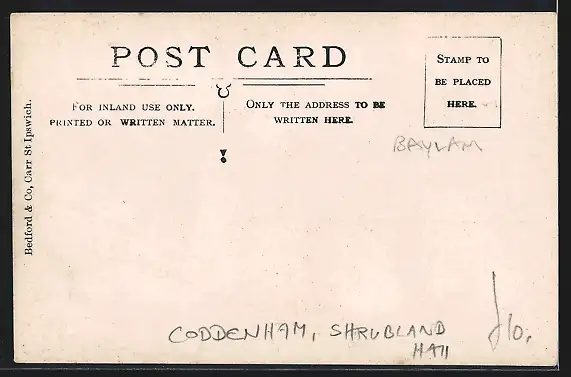 POST CARD
FOR INLAND USE ONLY.
PRINTED OR WRITTEN MATTER.
ONLY THE ADDRESS TO BE
WRITTEN HERE.
STAMP TO
BE PLACED
HERE.
Bedford & Co, Carr St Ipswich.
BAYLAM
CODDENHAM, SHRUBLAND
HAll
10.